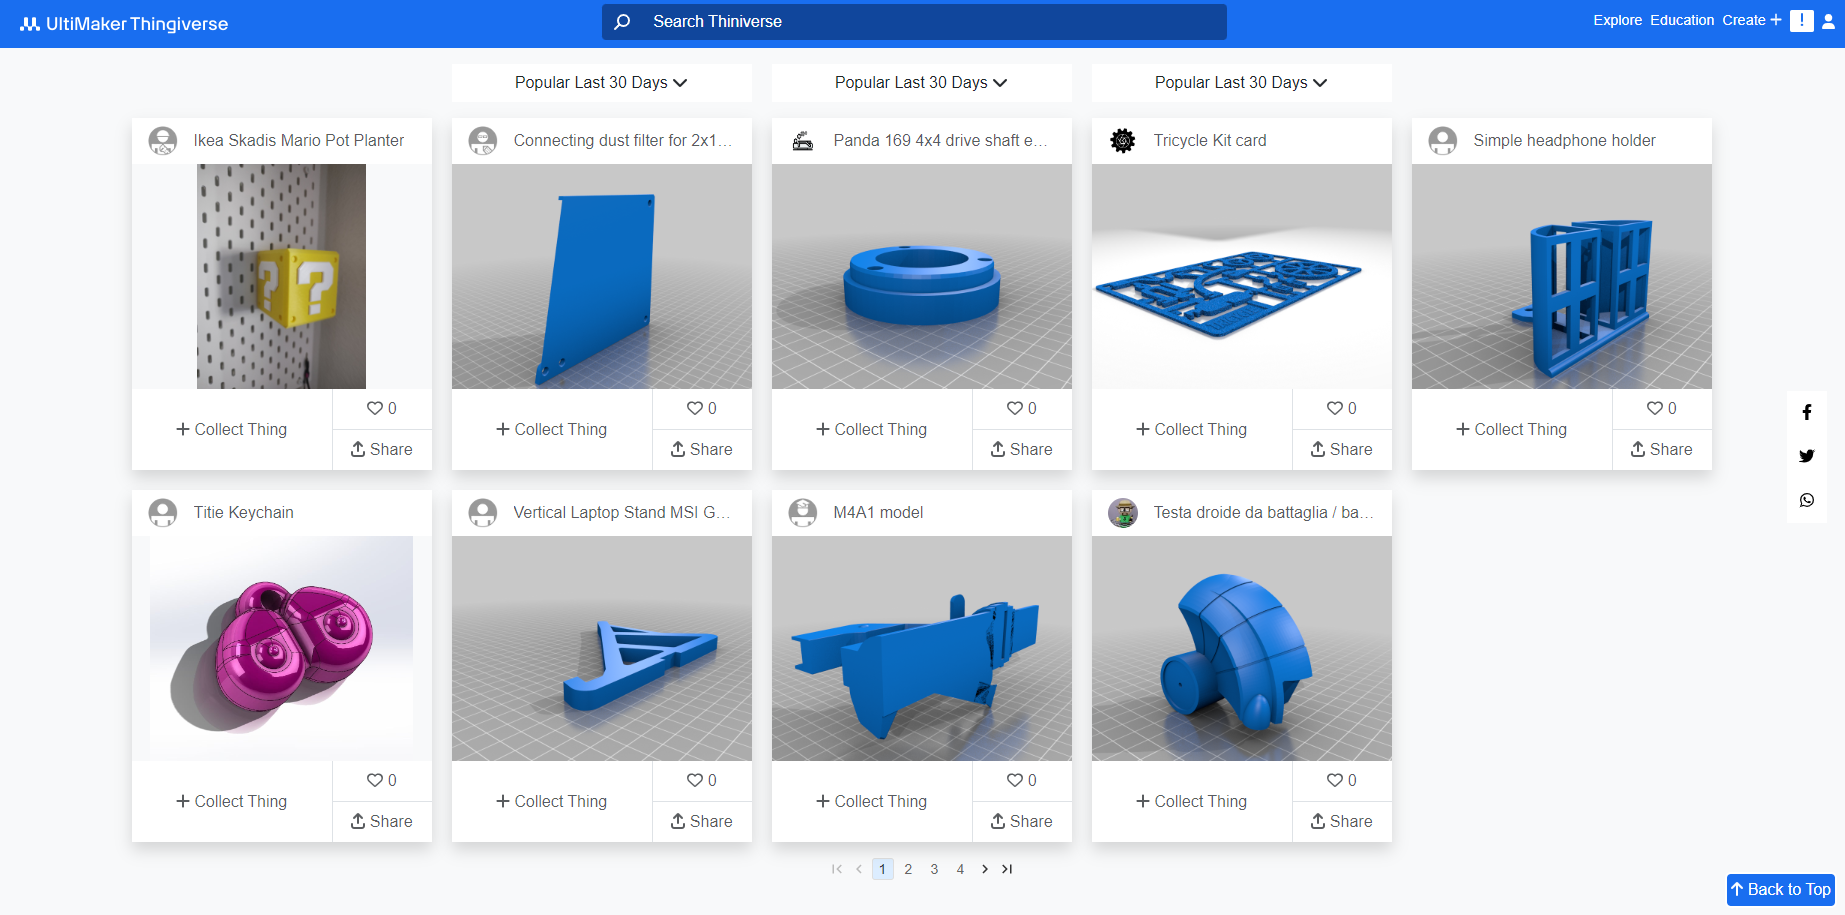 UltiMaker Thingiverse
Search Thiniverse
Explore Education Create
Popular Last 30 Days
Popular Last 30 Days
Popular Last 30 Days
Ikea Skadis Mario Pot Planter
Connecting dust filter for 2x1...
Panda 169 4x4 drive shaft e...
Tricycle Kit card
Simple headphone holder
? ?
+ Collect Thing
0
Share
+ Collect Thing
0
Share
+ Collect Thing
0
Share
+ Collect Thing
0
Share
+ Collect Thing
0
Share
Titie Keychain
Vertical Laptop Stand MSI G...
M4A1 model
Testa droide da battaglia / ba...
+ Collect Thing
0
Share
+ Collect Thing
0
Share
+ Collect Thing
0
Share
+ Collect Thing
0
Share
1 2 3 4
Back to Top